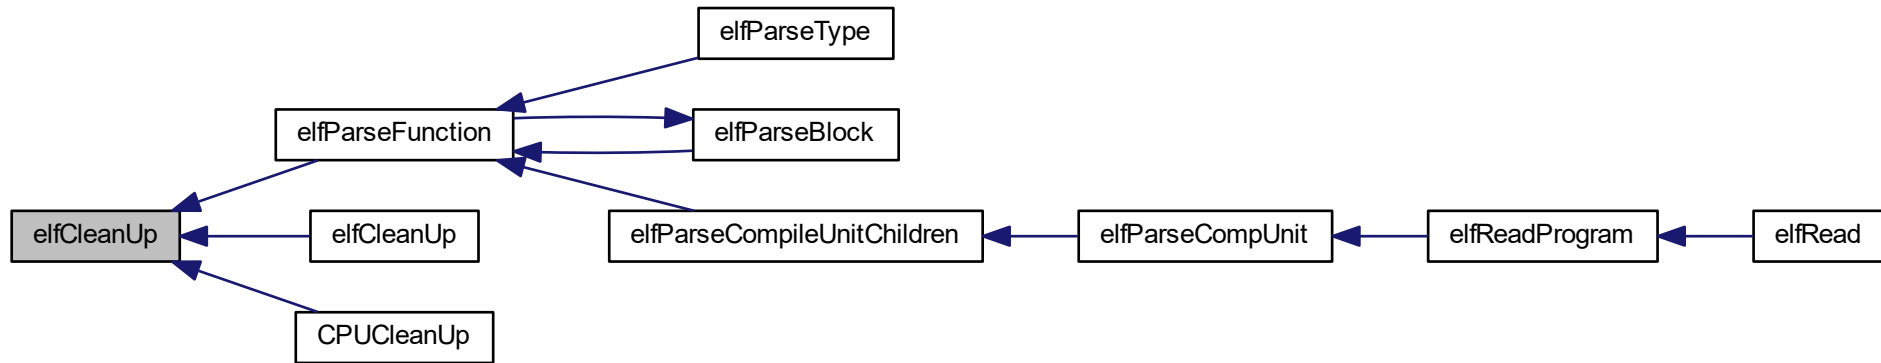 elfParseType
elfParseFunction
elfParseBlock
elfCleanUp
elfCleanUp
elfParseCompileUnitChildren
elfParseCompUnit
elfReadProgram
elfRead
CPUCleanUp